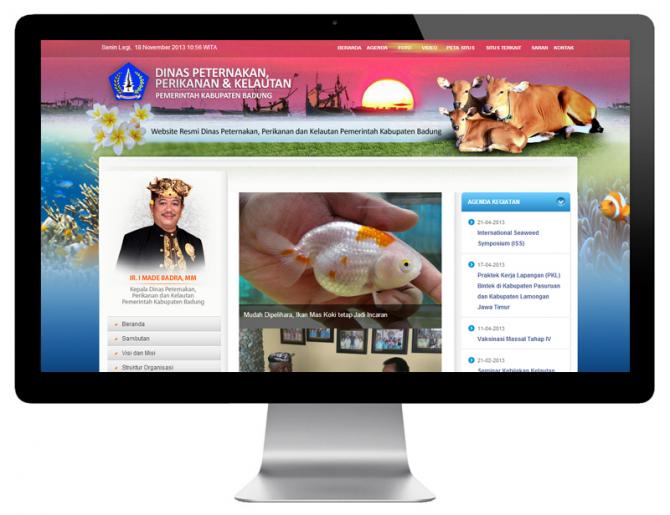 Senin Legi, 18 November 2013 10:56 WITA
BERANDA AGENDA FOTO VIDEO PETA SITUS SITUS TERKAIT SARAN KONTAK
DINAS PETERNAKAN,
PERIKANAN & KELAUTAN
PEMERINTAH KABUPATEN BADUNG
Website Resmi Dinas Peternakan, Perikanan dan Kelautan Pemerintah Kabupaten Badung
IR. I MADE BADRA, MM
Kepala Dinas Peternakan,
Perikanan dan Kelautan
Pemerintah Kabupaten Badung
Beranda
Sambutan
Visi dan Misi
Struktur Organisasi
Mudah Dipelihara, Ikan Mas Koki tetap Jadi Incaran
AGENDA KEGIATAN
21-04-2013
International Seaweed
Symposium (ISS)
17-04-2013
Praktek Kerja Lapangan (PKL)
Bintek di Kabupaten Pasuruan
dan Kabupaten Lamongan
Jawa Timur
11-04-2013
Vaksinasi Massal Tahap IV
21-02-2013
Seminar Kebijakan Kelautan